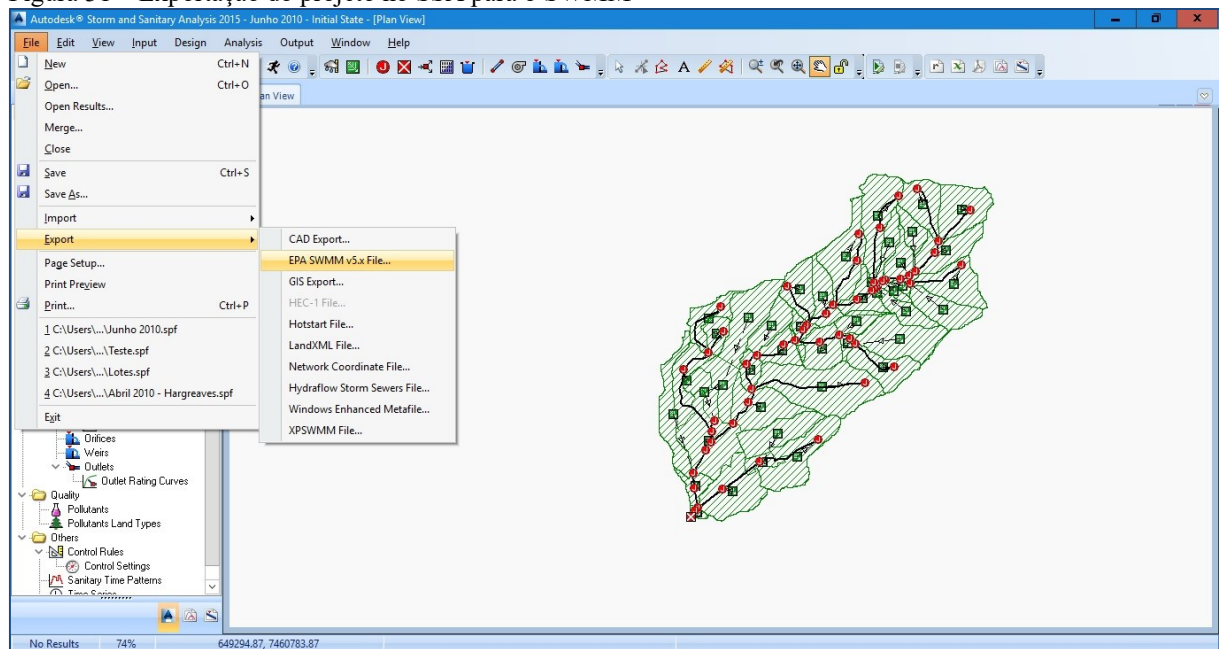 Autodesk® Storm and Sanitary Analysis 2015 - Junho 2010 - Initial State - [Plan View]
File Edit View Input Design Analysis Output Window Help
New Ctrl+N
Open... Ctrl+O
an View
Open Results...
Merge...
Close
Save Ctrl+S
Save As...
Import
Export
Page Setup...
Print Preview
Print... Ctrl+P
1 C:\Users\...\Junho 2010.spf
2 C:\Users\...\Teste.spf
3 C:\Users\...\Lotes.spf
4 C:\Users\...\Abril 2010 - Hargreaves.spf
Exit
CAD Export...
EPA SWMM v5.x File...
GIS Export...
HEC-1 File...
Hotstart File...
LandXML File...
Network Coordinate File...
Hydraflow Storm Sewers File...
Windows Enhanced Metafile...
XPSWMM File...
Orifices
Weirs
Outlets
Outlet Rating Curves
Quality
Pollutants
Pollutants Land Types
Others
Control Rules
Control Settings
Sanitary Time Patterns
No Results 74% 649294.87, 7460783.87